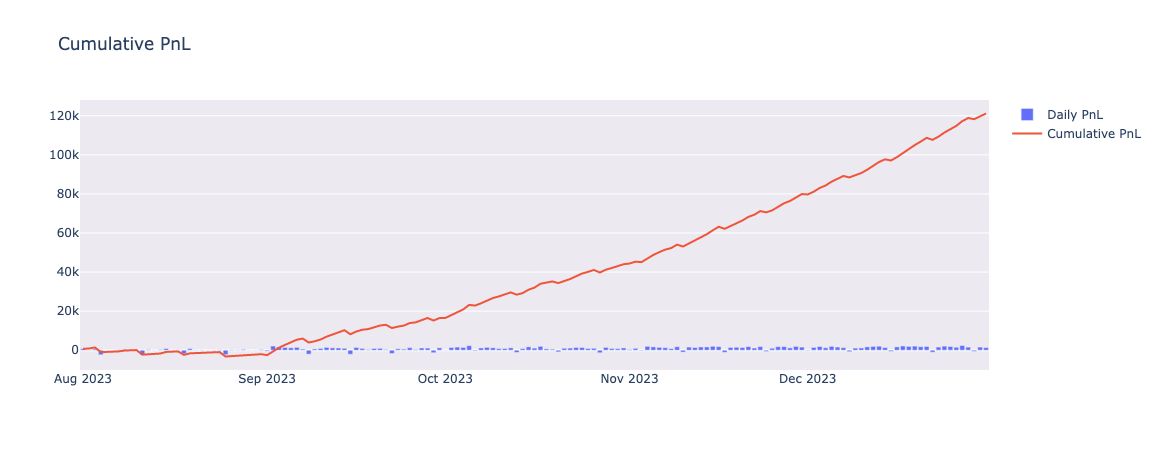 Cumulative PnL
120k
100k
80k
60k
40k
20k
0
Aug 2023
Sep 2023
Oct 2023
Nov 2023
Dec 2023
Daily PnL
Cumulative PnL